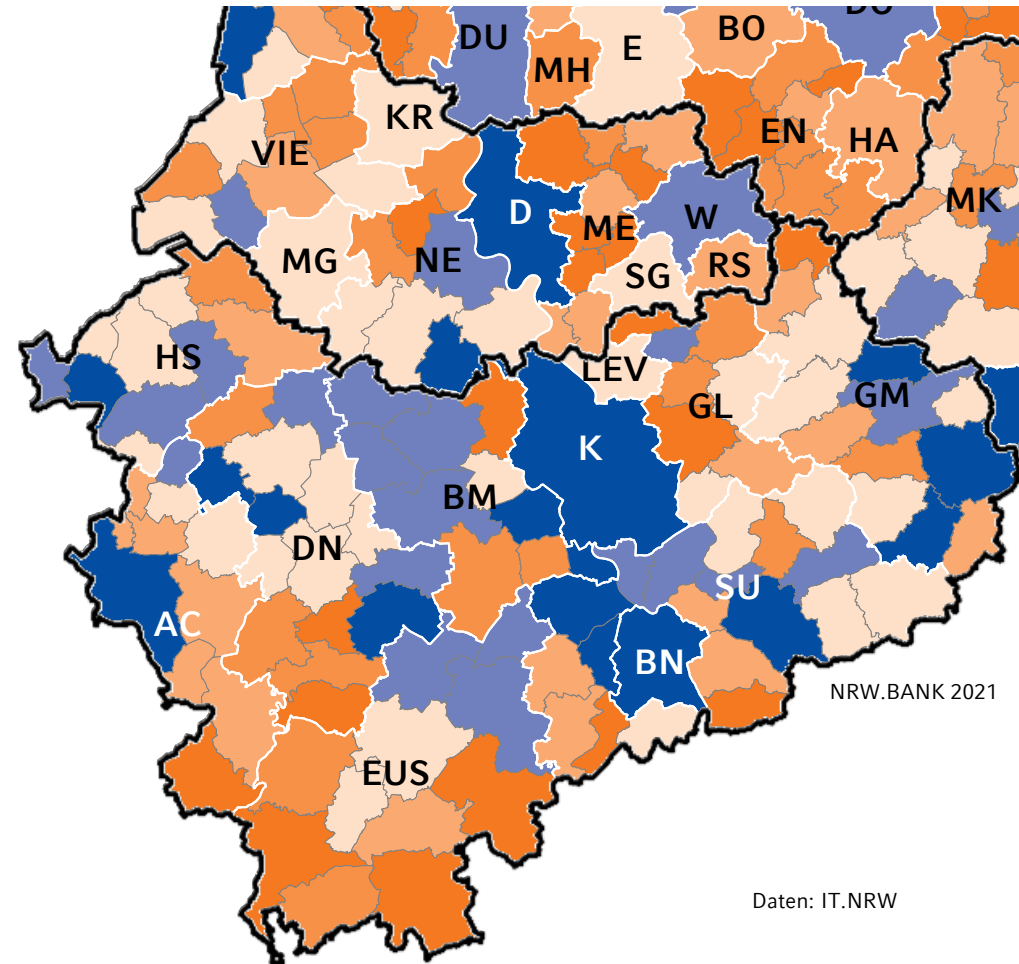 DU
DU
BO
E
MH
KR
EN
HA
VIE
MK
D
ME
W
NE
MG
SG
RS
HS
LEV
GL
GM
K
BM
DN
SU
AC
BN
NRW.BANK 2021
EUS
Daten: IT.NRW